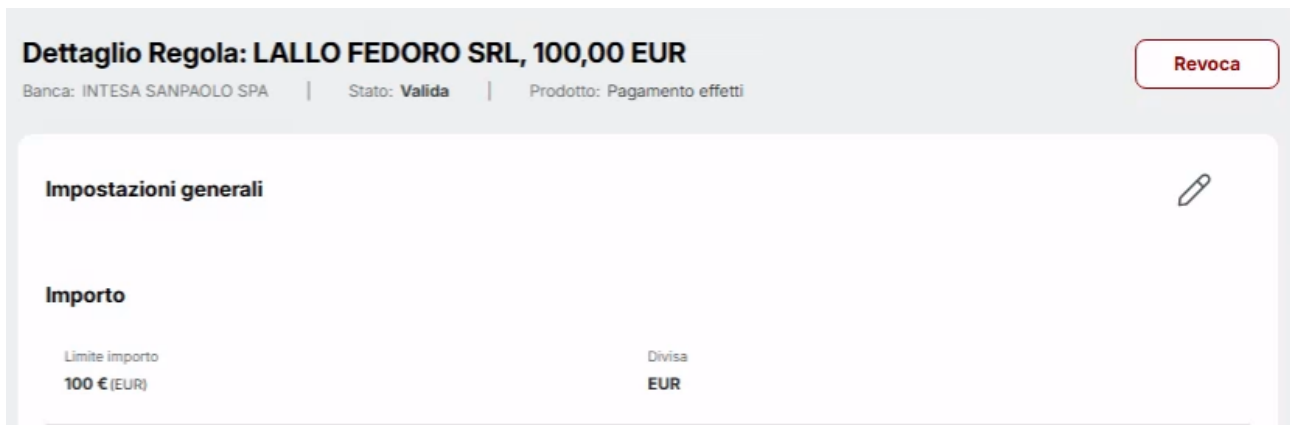 Dettaglio Regola: LALLO FEDORO SRL, 100,00 EUR
Revoca
Banca: INTESA SANPAOLO SPA | Stato: Valida | Prodotto: Pagamento effetti
Impostazioni generali
Importo
Limite importo Divisa
100 € (EUR) EUR